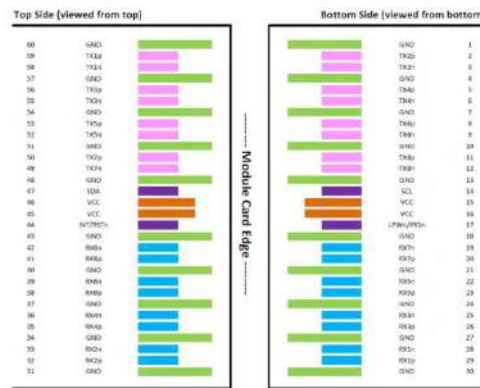 Top Side (viewed from top)
Bottom Side (viewed from bottom
60 GND
59 TX1p
58 TX1n
57 GND
56 TX3p
55 TX3n
54 GND
53 TX5p
52 TX5n
51 GND
50 TX7p
49 TX7n
48 GND
47 SDA
46 VCC
45 VCC
44 INT/RSTn
43 GND
42 RX8n
41 RX8p
40 GND
39 RX6n
38 RX6p
37 GND
36 RX4n
35 RX4p
34 GND
33 RX2n
32 RX2p
31 GND
-------- Module Card Edge --------
GND 1
TX2p 2
TX2n 3
GND 4
TX4p 5
TX4n 6
GND 7
TX6p 8
TX6n 9
GND 10
TX8p 11
TX8n 12
GND 13
SCL 14
VCC 15
VCC 16
LPWn/PRSn 17
GND 18
RX7n 19
RX7p 20
GND 21
RX5n 22
RX5p 23
GND 24
RX3n 25
RX3p 26
GND 27
RX1n 28
RX1p 29
GND 30